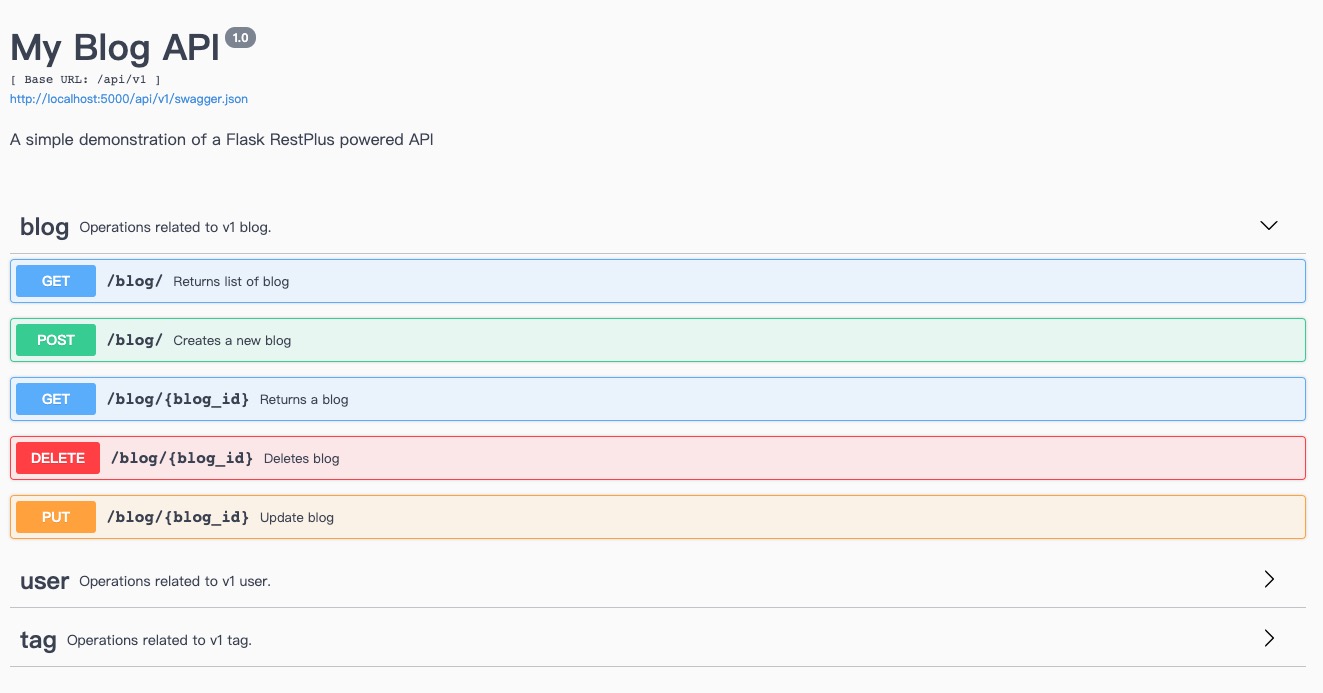 My Blog API 1.0
[ Base URL: /api/v1 ]
http://localhost:5000/api/v1/swagger.json
A simple demonstration of a Flask RestPlus powered API
blog Operations related to v1 blog.
GET /blog/ Returns list of blog
POST /blog/ Creates a new blog
GET /blog/{blog_id} Returns a blog
DELETE /blog/{blog_id} Deletes blog
PUT /blog/{blog_id} Update blog
user Operations related to v1 user.
tag Operations related to v1 tag.